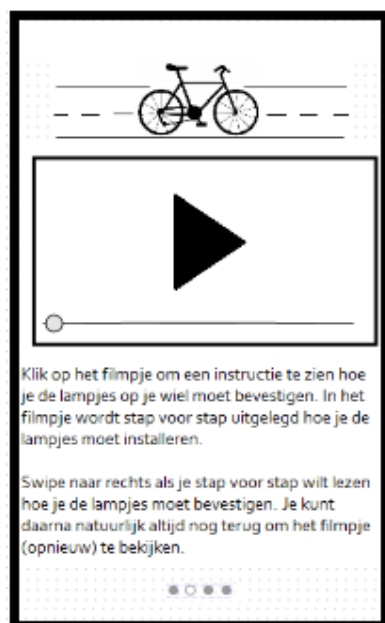 Klik op het filmpje om een instructie te zien hoe
je de lampjes op je wiel moet bevestigen. In het
filmpje wordt stap voor stap uitgelegd hoe je de
lampjes moet installeren.
Swipe naar rechts als je stap voor stap wilt lezen
hoe je de lampjes moet bevestigen. Je kunt
daarna natuurlijk altijd nog terug om het filmpje
(opnieuw) te bekijken.